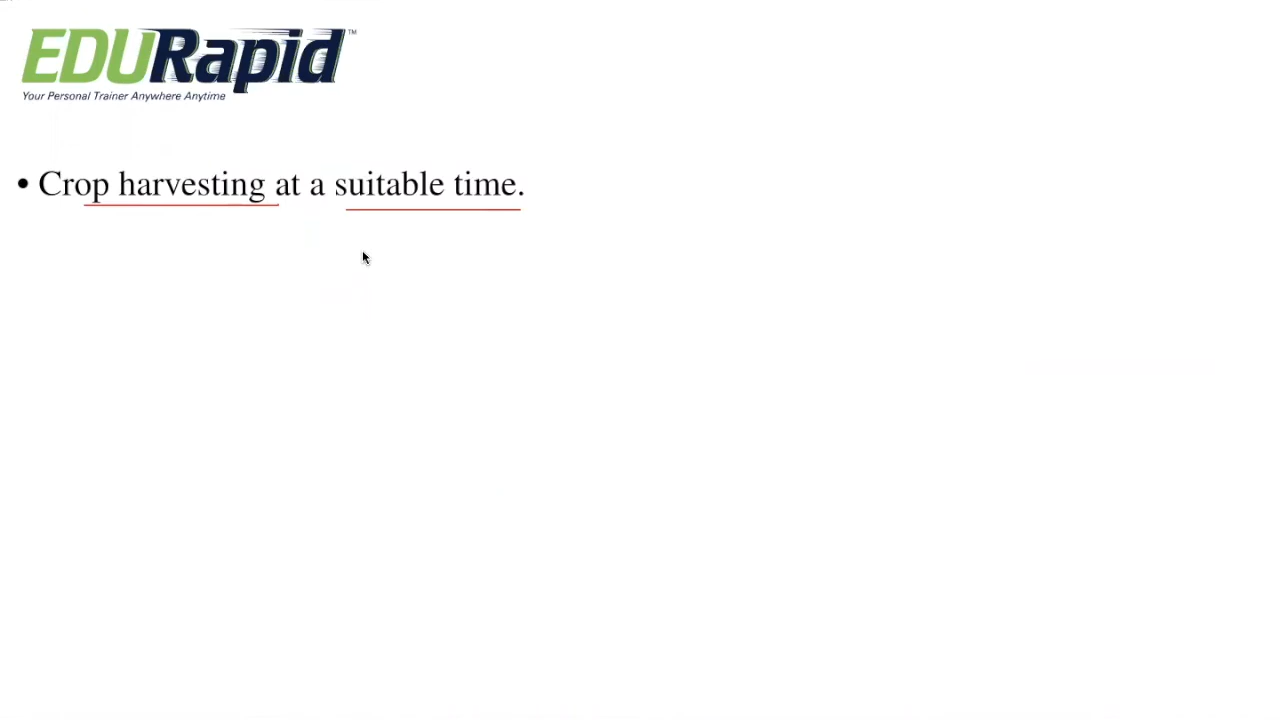 EDURapid™
Your Personal Trainer Anywhere Anytime
• Crop harvesting at a suitable time.